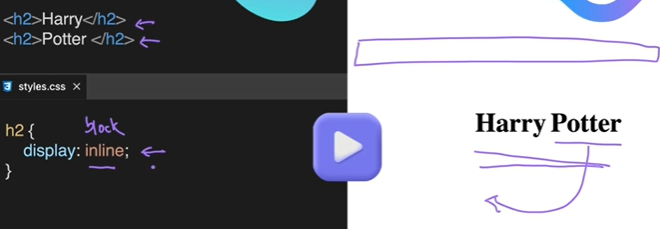 <h2>Harry</h2>
<h2>Potter </h2>
styles.css ×
h2 {
block
display: inline;
}
Harry Potter